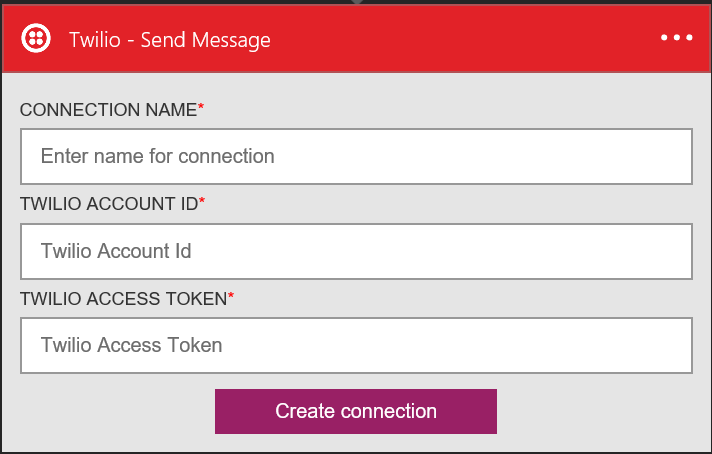 Twilio - Send Message
CONNECTION NAME*
Enter name for connection
TWILIO ACCOUNT ID*
Twilio Account Id
TWILIO ACCESS TOKEN*
Twilio Access Token
Create connection